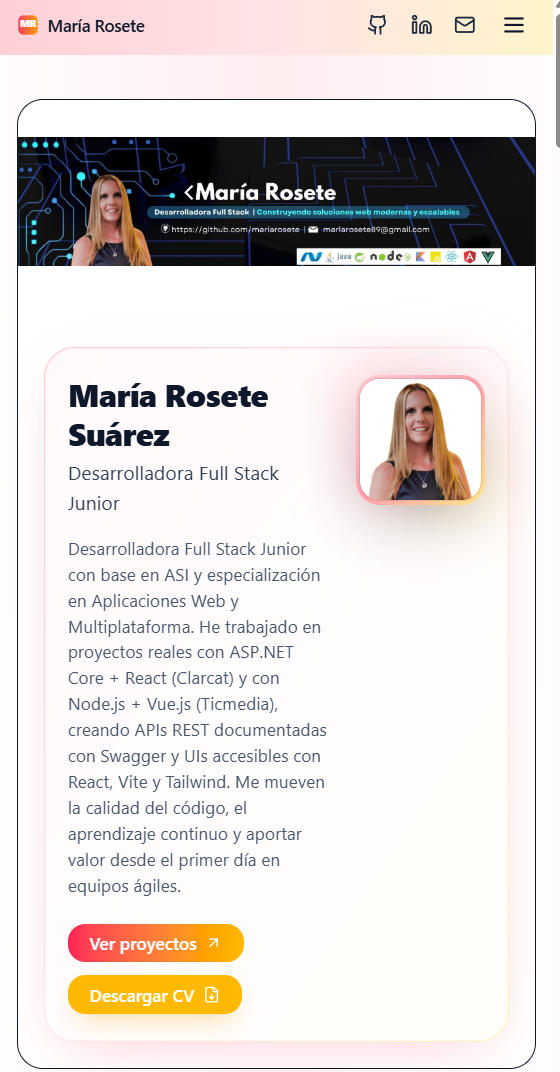 MR María Rosete
<María Rosete
Desarrolladora Full Stack | Construyendo soluciones web modernas y escalables
https://github.com/mariarosete | mariarosete89@gmail.com
Java node JS
María Rosete
Suárez
Desarrolladora Full Stack
Junior
Desarrolladora Full Stack Junior
con base en ASI y especialización
en Aplicaciones Web y
Multiplataforma. He trabajado en
proyectos reales con ASP.NET
Core + React (Clarcat) y con
Node.js + Vue.js (Ticmedia),
creando APIs REST documentadas
con Swagger y UIs accesibles con
React, Vite y Tailwind. Me mueven
la calidad del código, el
aprendizaje continuo y aportar
valor desde el primer día en
equipos ágiles.
Ver proyectos
Descargar CV